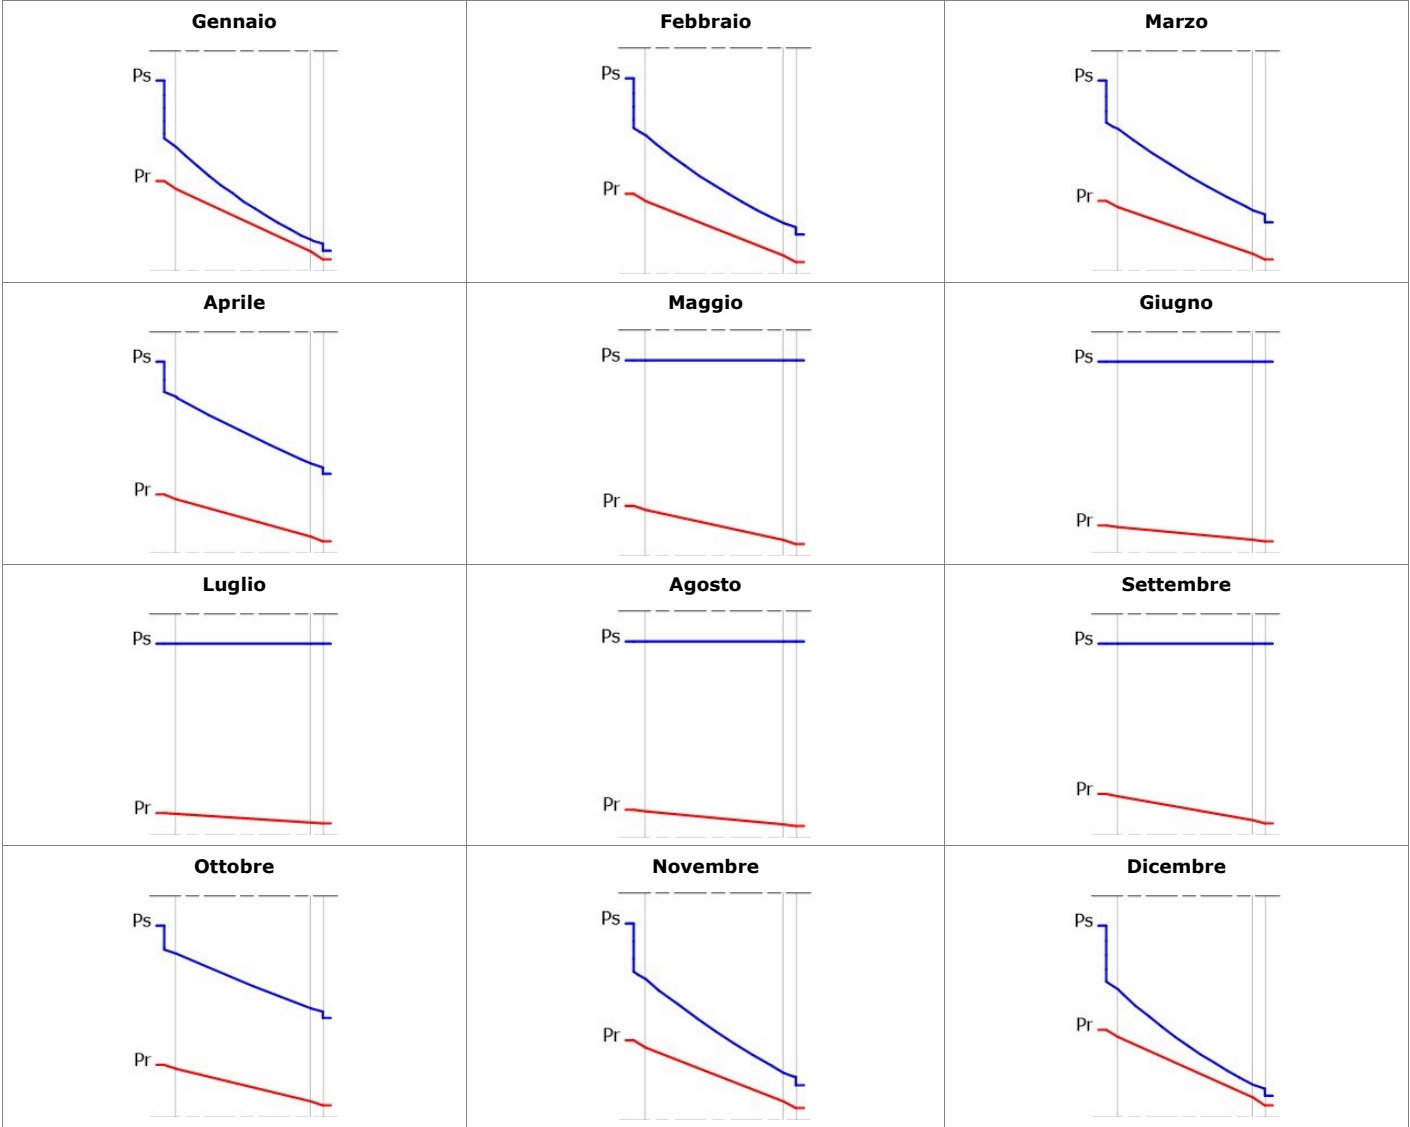 Gennaio
Febbraio
Marzo
Ps
Pr
Ps
Pr
Ps
Pr
Aprile
Maggio
Giugno
Ps
Pr
Ps
Pr
Ps
Pr
Luglio
Agosto
Settembre
Ps
Pr
Ps
Pr
Ps
Pr
Ottobre
Novembre
Dicembre
Ps
Pr
Ps
Pr
Ps
Pr